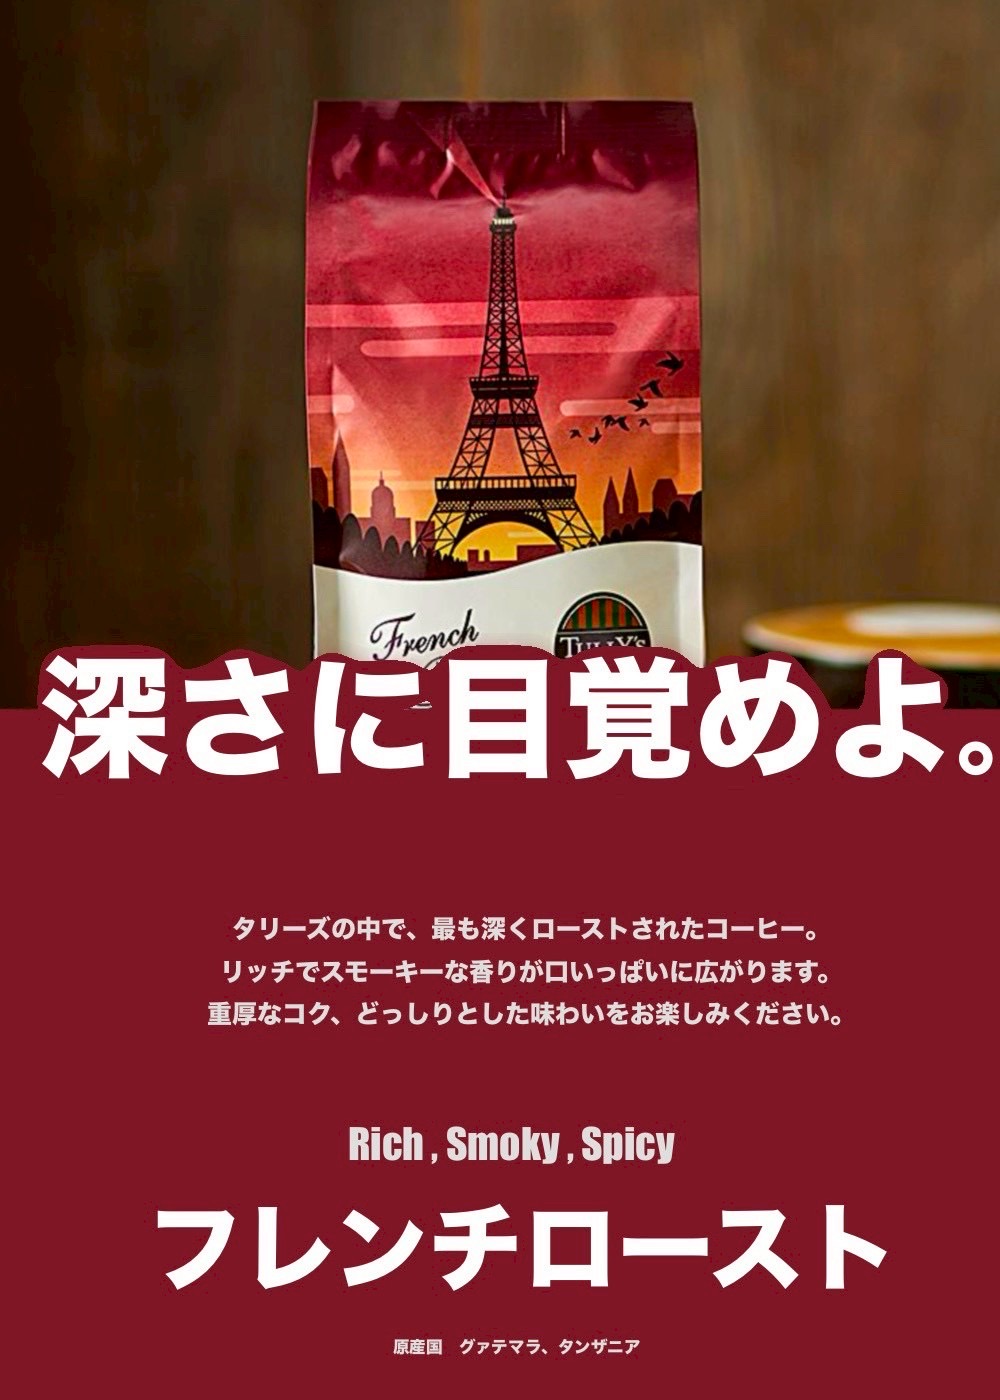 French
TULLY'S
深さに目覚めよ。
タリーズの中で、最も深くローストされたコーヒー。
リッチでスモーキーな香りが口いっぱいに広がります。
重厚なコク、どっしりとした味わいをお楽しみください。
Rich , Smoky , Spicy
フレンチロースト
原産国　グァテマラ、タンザニア